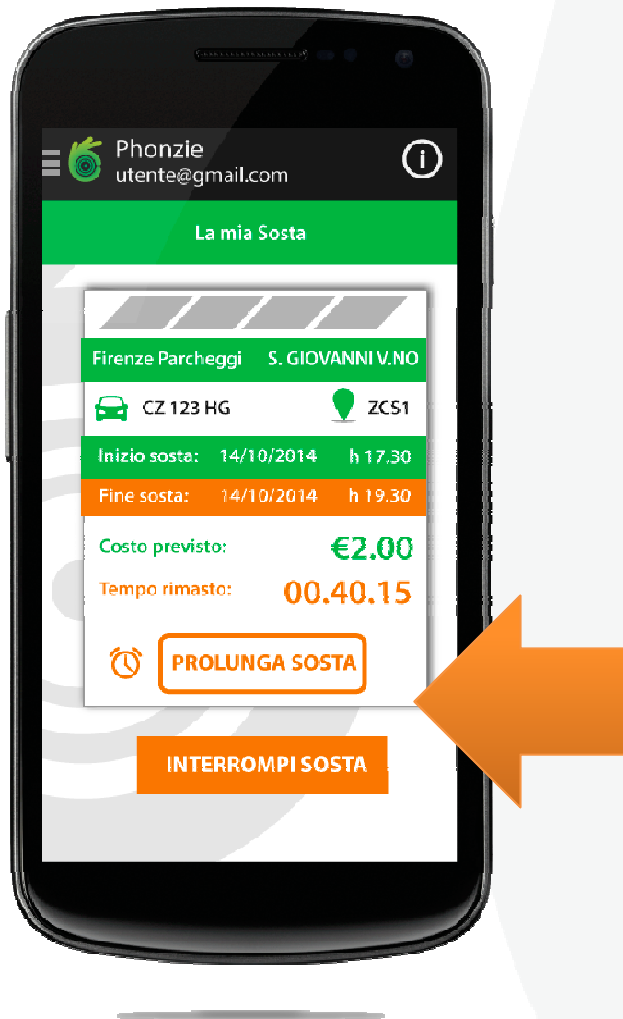 Phonzie
utente@gmail.com
i
La mia Sosta
Firenze Parcheggi S. GIOVANNI V.NO
CZ 123 HG ZCS1
Inizio sosta: 14/10/2014 h 17.30
Fine sosta: 14/10/2014 h 19.30
Costo previsto: €2.00
Tempo rimasto: 00.40.15
PROLUNGA SOSTA
INTERROMPI SOSTA